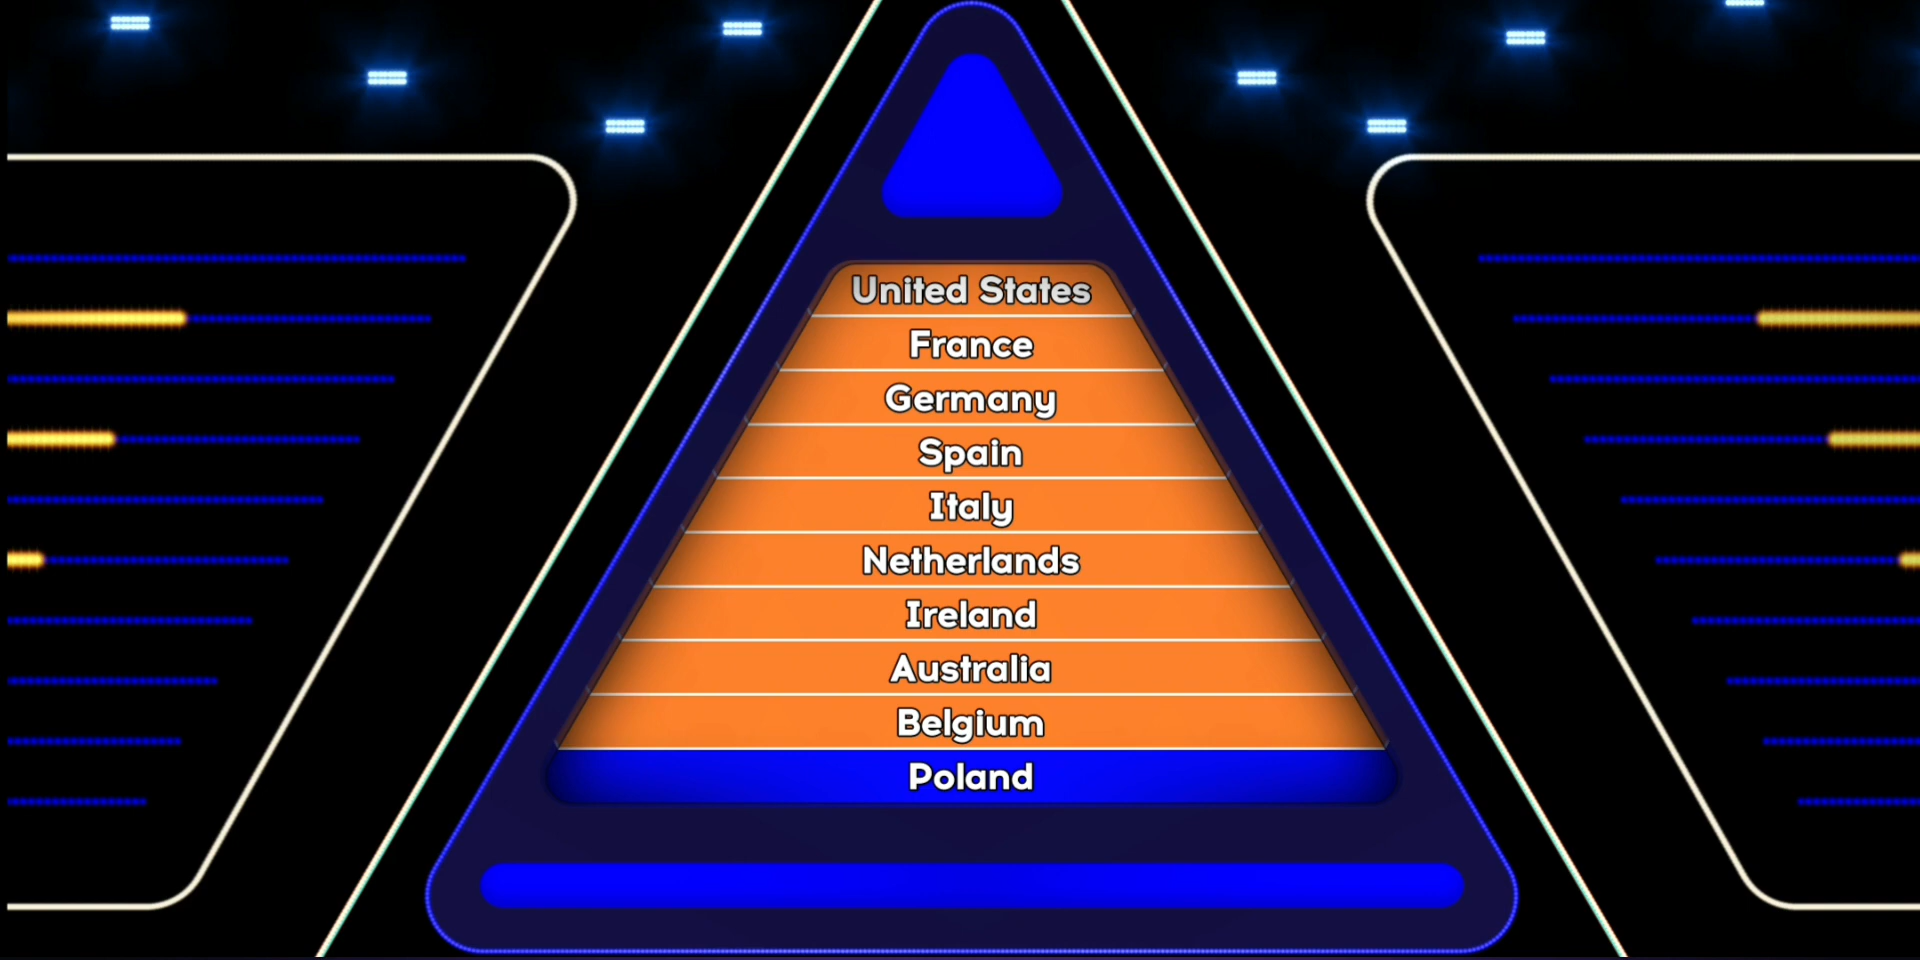 United States
France
Germany
Spain
Italy
Netherlands
Ireland
Australia
Belgium
Poland